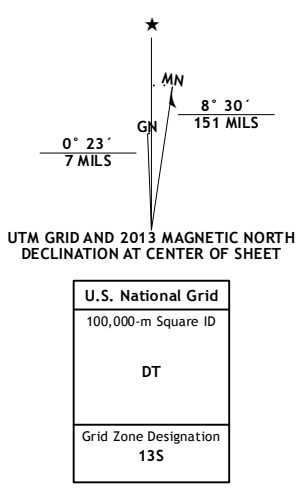 ★
MN
GN
8° 30´
151 MILS
0° 23´
7 MILS
UTM GRID AND 2013 MAGNETIC NORTH
DECLINATION AT CENTER OF SHEET
U.S. National Grid
100,000-m Square ID
DT
Grid Zone Designation
13S